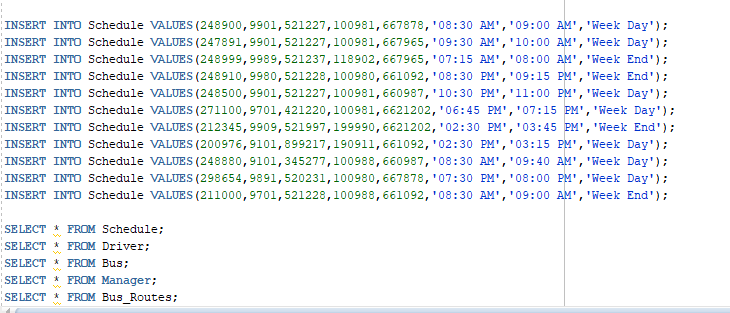 INSERT INTO Schedule VALUES(248900,9901,521227,100981,667878,'08:30 AM','09:00 AM','Week Day');
INSERT INTO Schedule VALUES(247891,9901,521227,100981,667965,'09:30 AM','10:00 AM','Week Day');
INSERT INTO Schedule VALUES(248999,9989,521237,118902,667965,'07:15 AM','08:00 AM','Week End');
INSERT INTO Schedule VALUES(248910,9980,521228,100980,661092,'08:30 PM','09:15 PM','Week End');
INSERT INTO Schedule VALUES(248500,9901,521227,100981,660987,'10:30 PM','11:00 PM','Week Day');
INSERT INTO Schedule VALUES(271100,9701,421220,100981,6621202,'06:45 PM','07:15 PM','Week Day');
INSERT INTO Schedule VALUES(212345,9909,521997,199990,6621202,'02:30 PM','03:45 PM','Week End');
INSERT INTO Schedule VALUES(200976,9101,899217,190911,661092,'02:30 PM','03:15 PM','Week Day');
INSERT INTO Schedule VALUES(248880,9101,345277,100988,660987,'08:30 AM','09:40 AM','Week Day');
INSERT INTO Schedule VALUES(298654,9891,520231,100980,667878,'07:30 PM','08:00 PM','Week Day');
INSERT INTO Schedule VALUES(211000,9701,521228,100988,661092,'08:30 AM','09:00 AM','Week End');
SELECT * FROM Schedule;
SELECT * FROM Driver;
SELECT * FROM Bus;
SELECT * FROM Manager;
SELECT * FROM Bus_Routes;